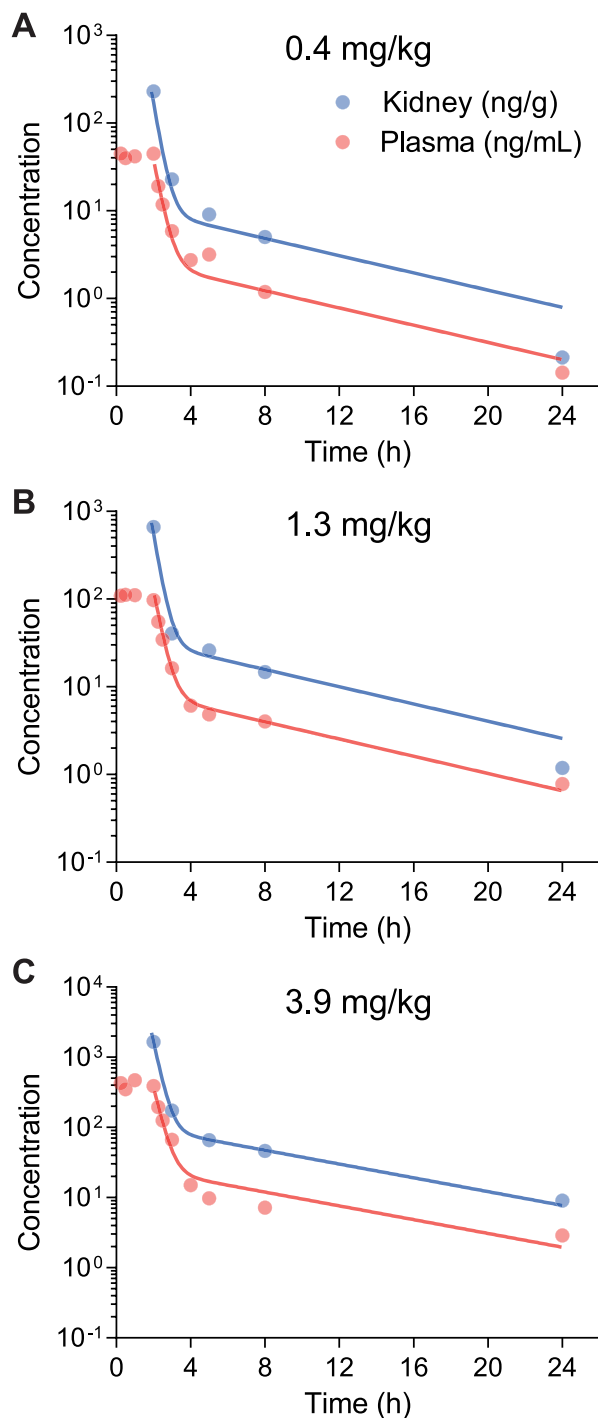 A
0.4 mg/kg
Kidney (ng/g)
Plasma (ng/mL)
Concentration
10³
10²
10¹
10⁰
10⁻¹
0 4 8 12 16 20 24
Time (h)
B
1.3 mg/kg
Concentration
10³
10²
10¹
10⁰
10⁻¹
0 4 8 12 16 20 24
Time (h)
C
3.9 mg/kg
Concentration
10⁴
10³
10²
10¹
10⁰
10⁻¹
0 4 8 12 16 20 24
Time (h)